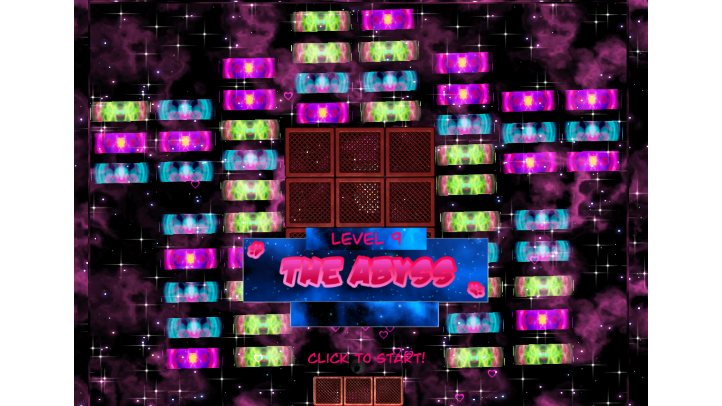 LEVEL 9
THE ABYSS
CLICK TO START!